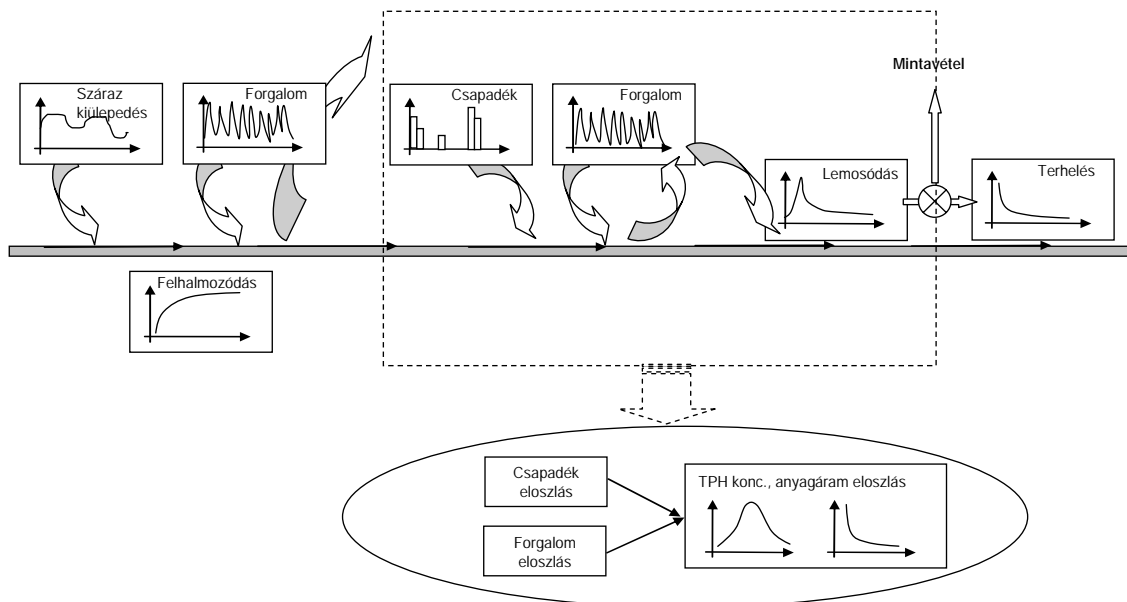 Mintavétel
Száraz
kiülepedés
Forgalom
Csapadék
Forgalom
Lemosódás
Terhelés
Felhalmozódás
Csapadék
eloszlás
Forgalom
eloszlás
TPH konc., anyagáram eloszlás